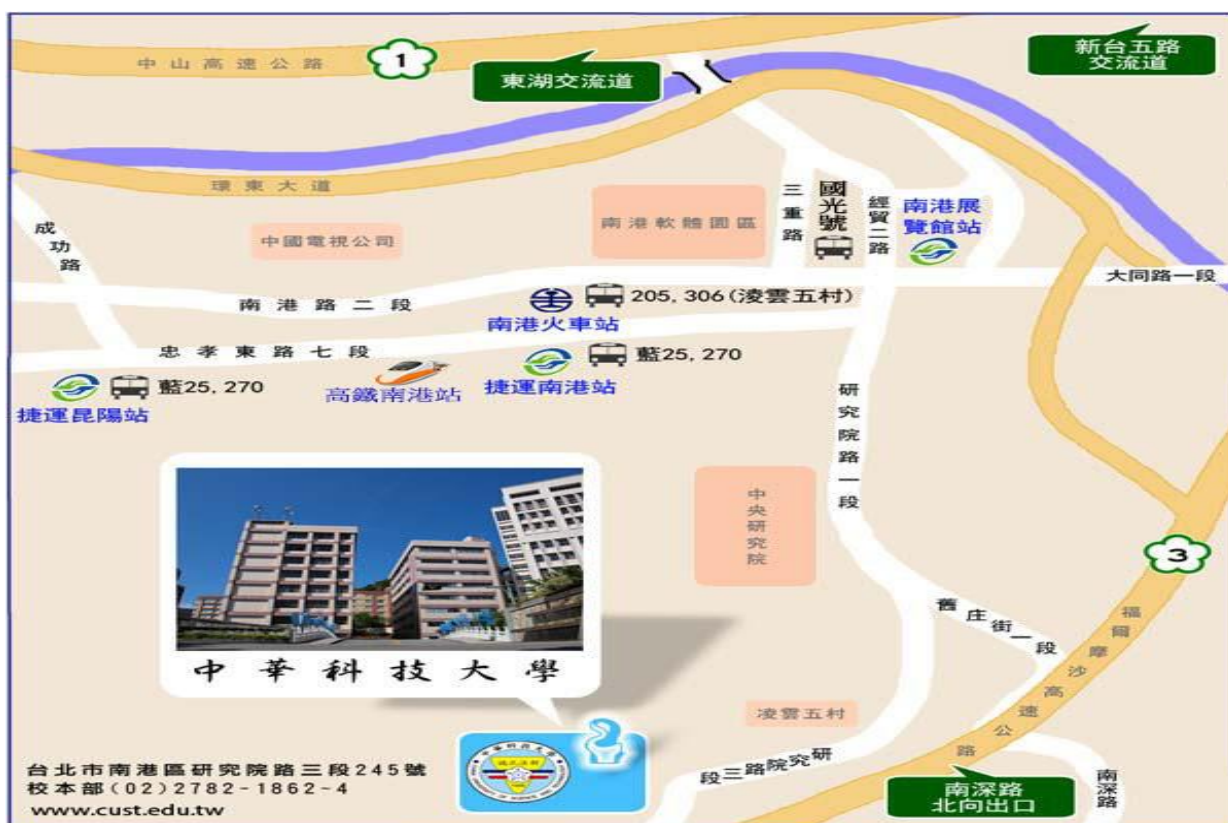 中山高速公路
1
東湖交流道
新台五路
交流道
環東大道
成功路
中國電視公司
南港軟體園區
三重路
國光號
經貿二路
南港展
覽館站
大同路一段
南港路二段
205, 306 (凌雲五村)
南港火車站
忠孝東路七段
藍25, 270
捷運昆陽站
高鐵南港站
藍25, 270
捷運南港站
研究院路一段
中央研究院
3
舊庄街一段
福爾摩沙高速公路
中華科技大學
凌雲五村
研究院路三段
南深路
北向出口
南深路
中華科技大學
台北市南港區研究院路三段245號
校本部(02)2782-1862~4
www.cust.edu.tw